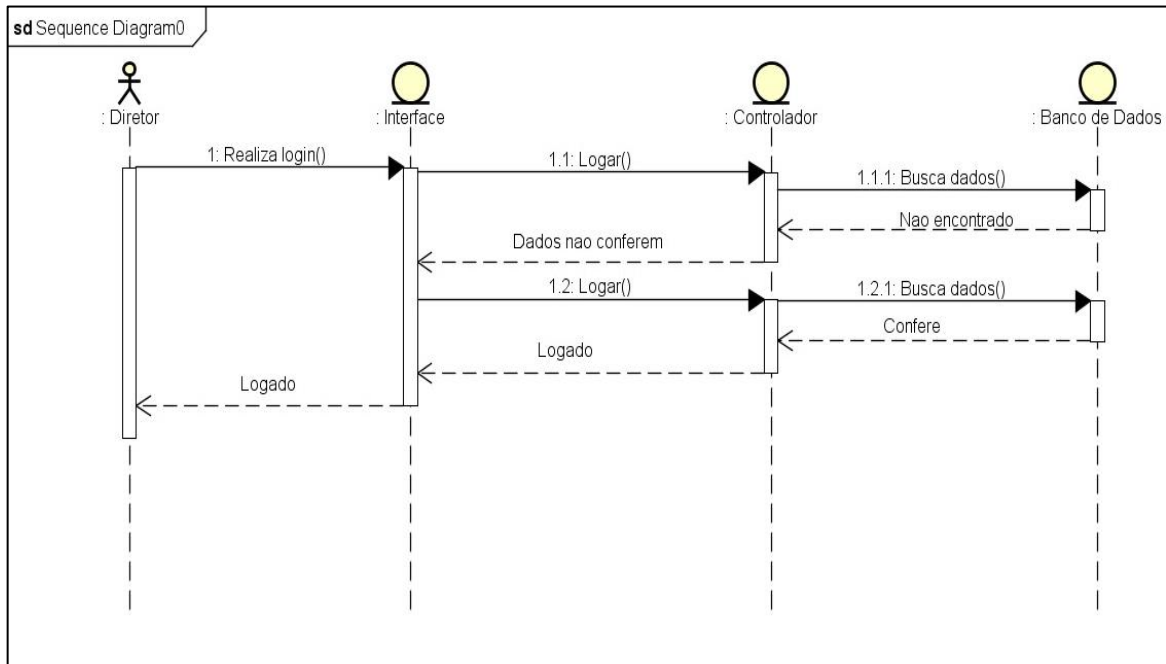 sd Sequence Diagram0
: Diretor
: Interface
: Controlador
: Banco de Dados
1: Realiza login()
1.1: Logar()
1.1.1: Busca dados()
Nao encontrado
Dados nao conferem
1.2: Logar()
1.2.1: Busca dados()
Confere
Logado
Logado